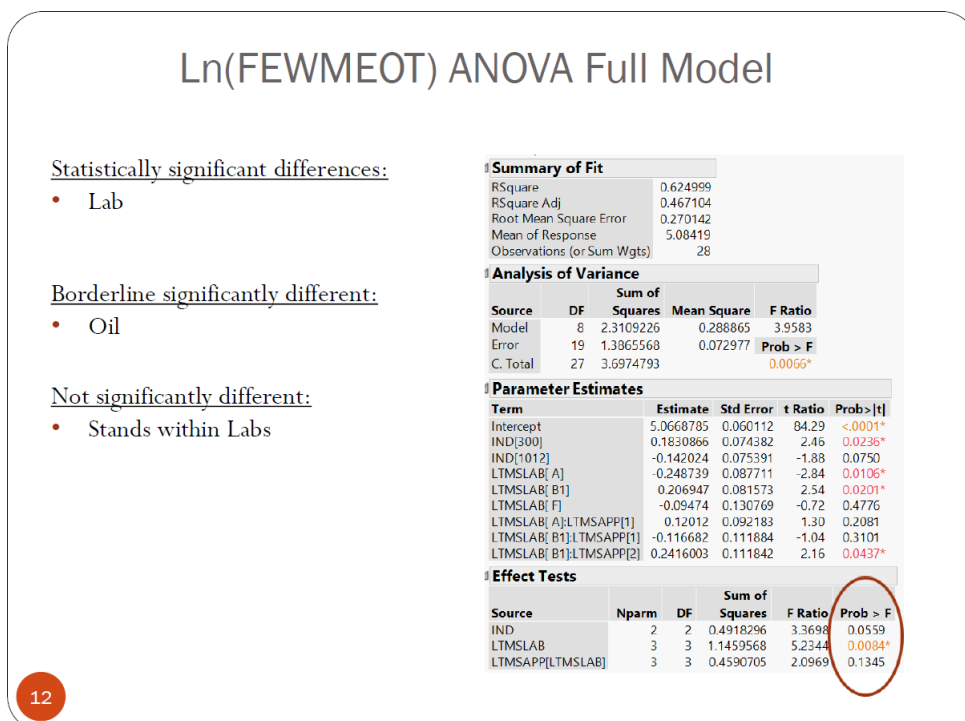 Ln(FEWMEOT) ANOVA Full Model
Statistically significant differences:
• Lab
Borderline significantly different:
• Oil
Not significantly different:
• Stands within Labs
Summary of Fit
RSquare 0.624999
RSquare Adj 0.467104
Root Mean Square Error 0.270142
Mean of Response 5.08419
Observations (or Sum Wgts) 28
Analysis of Variance
Sum of
Source DF Squares Mean Square F Ratio
Model 8 2.3109226 0.288865 3.9583
Error 19 1.3865568 0.072977 Prob > F
C. Total 27 3.6974793 0.0066*
Parameter Estimates
Term Estimate Std Error t Ratio Prob>|t|
Intercept 5.0668785 0.060112 84.29 <.0001*
IND[300] 0.1830866 0.074382 2.46 0.0236*
IND[1012] -0.142024 0.075391 -1.88 0.0750
LTMSLAB[ A] -0.248739 0.087711 -2.84 0.0106*
LTMSLAB[ B1] 0.206947 0.081573 2.54 0.0201*
LTMSLAB[ F] -0.09474 0.130769 -0.72 0.4776
LTMSLAB[ A]:LTMSAPP[1] 0.12012 0.092183 1.30 0.2081
LTMSLAB[ B1]:LTMSAPP[1] -0.116682 0.111884 -1.04 0.3101
LTMSLAB[ B1]:LTMSAPP[2] 0.2416003 0.111842 2.16 0.0437*
Effect Tests
Sum of
Source Nparm DF Squares F Ratio Prob > F
IND 2 2 0.4918296 3.3698 0.0559
LTMSLAB 3 3 1.1459568 5.2344 0.0084*
LTMSAPP[LTMSLAB] 3 3 0.4590705 2.0969 0.1345
12